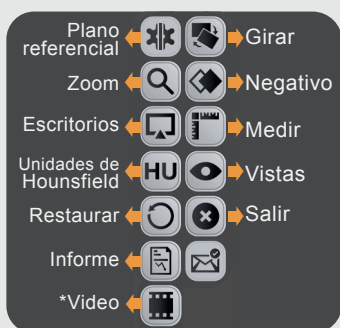 Plano
referencial
Girar
Zoom
Negativo
Escritorios
Medir
Unidades de
Hounsfield
HU
Vistas
Restaurar
Salir
Informe
*Video